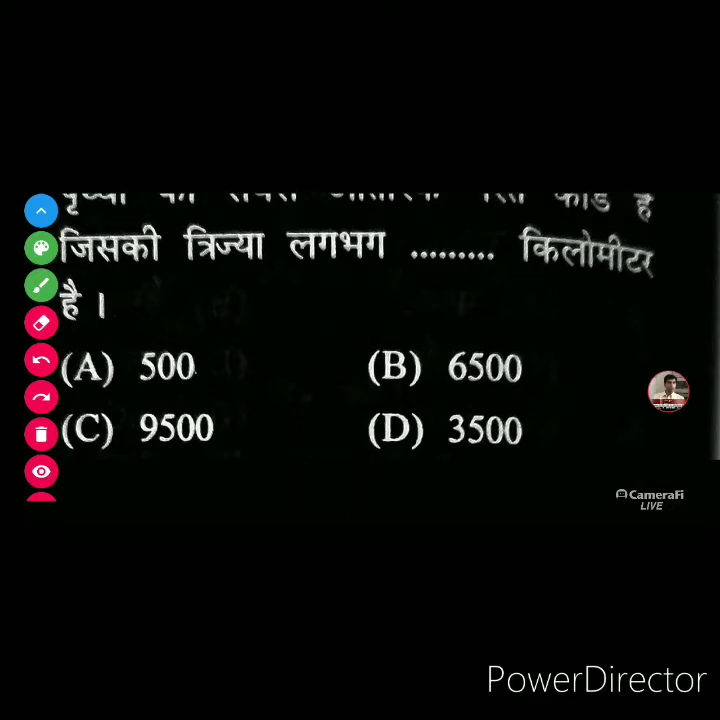 जिसकी त्रिज्या लगभग ......... किलोमीटर
है ।
(A) 500 (B) 6500
(C) 9500 (D) 3500
CameraFi
LIVE
PowerDirector